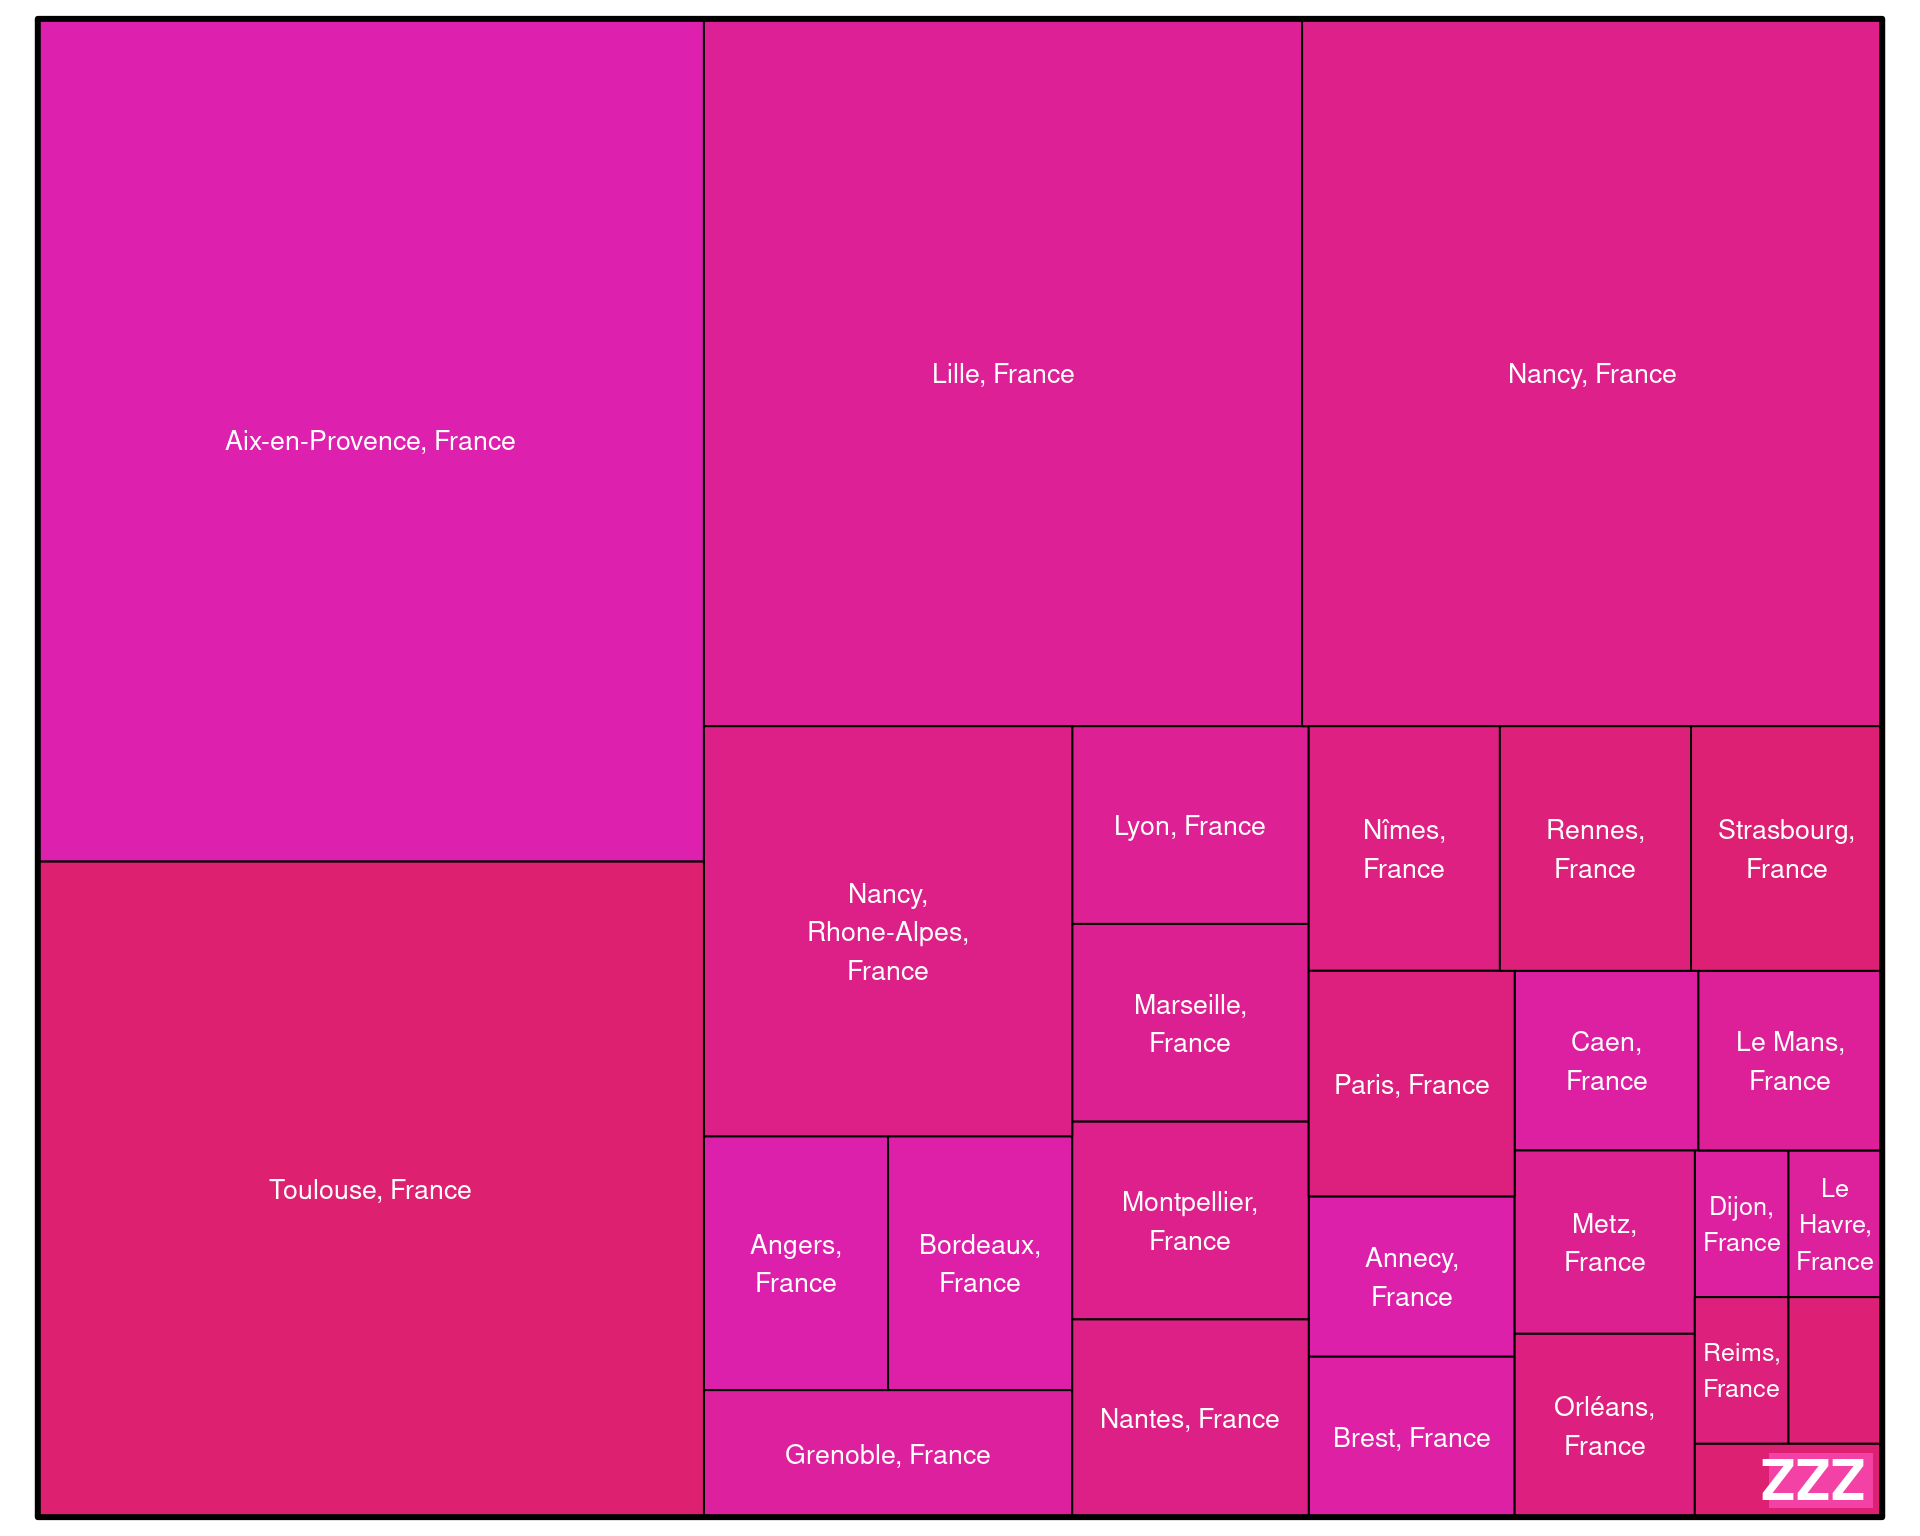 Aix-en-Provence, France
Lille, France
Nancy, France
Toulouse, France
Nancy,
Rhone-Alpes,
France
Lyon, France
Marseille,
France
Montpellier,
France
Nantes, France
Angers,
France
Bordeaux,
France
Grenoble, France
Nîmes,
France
Rennes,
France
Strasbourg,
France
Paris, France
Caen,
France
Le Mans,
France
Annecy,
France
Brest, France
Metz,
France
Orléans,
France
Dijon,
France
Le
Havre,
France
Reims,
France
ZZZ